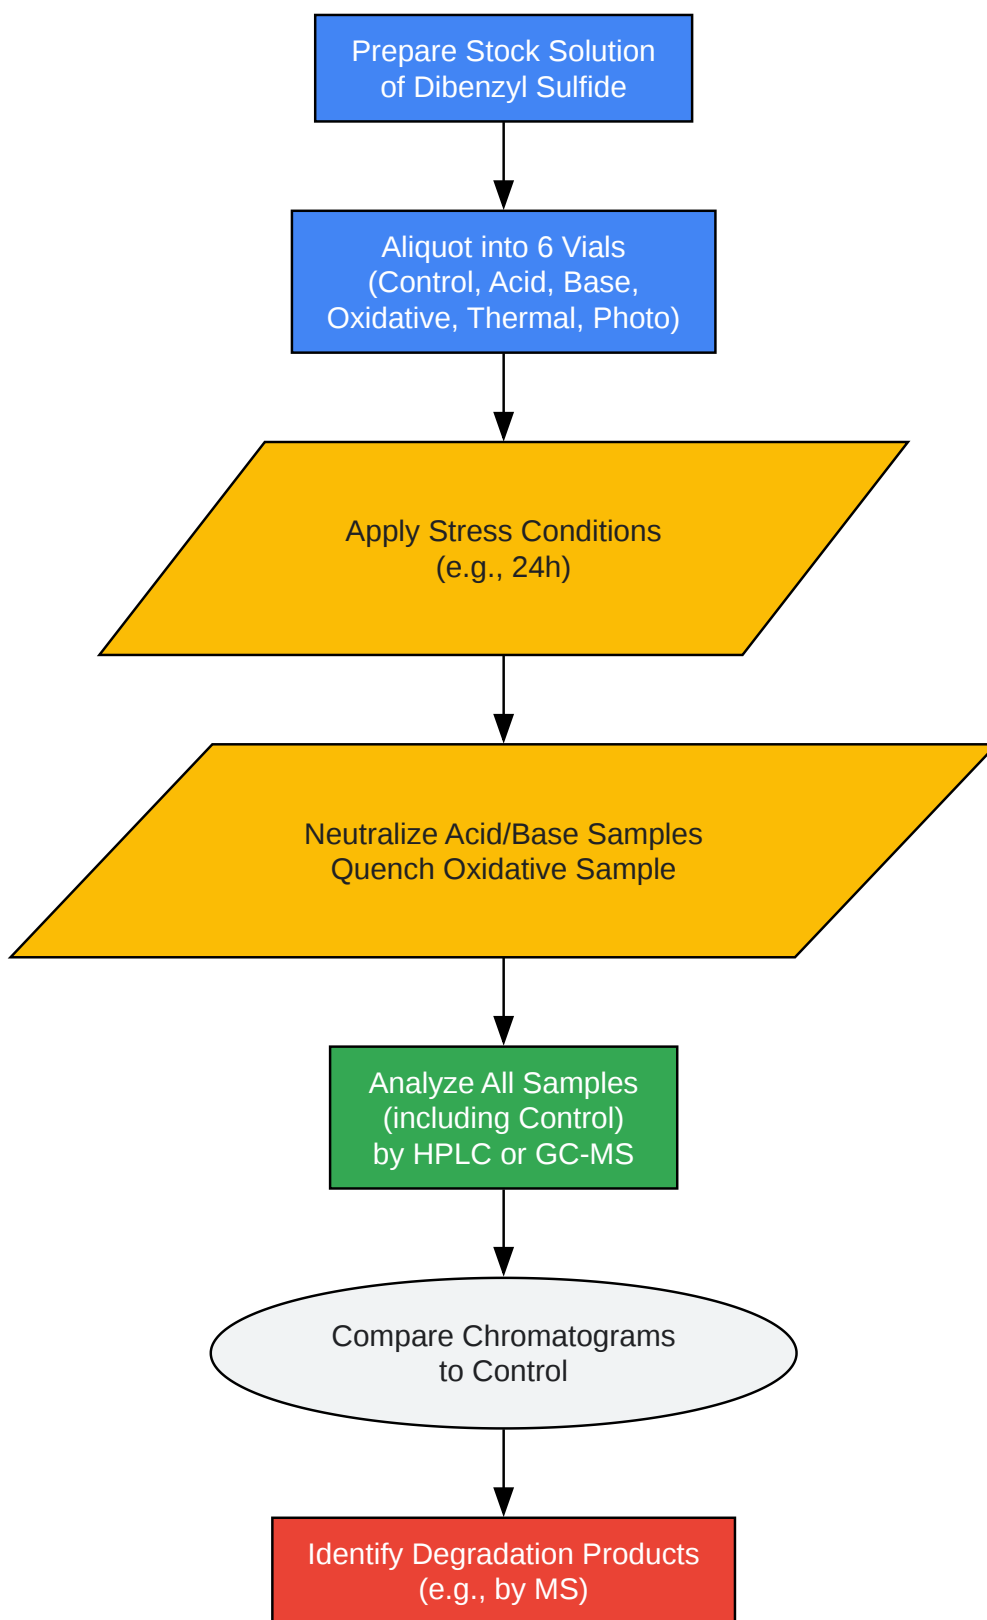 Prepare Stock Solution
of Dibenzyl Sulfide
Aliquot into 6 Vials
(Control, Acid, Base,
Oxidative, Thermal, Photo)
Apply Stress Conditions
(e.g., 24h)
Neutralize Acid/Base Samples
Quench Oxidative Sample
Analyze All Samples
(including Control)
by HPLC or GC-MS
Compare Chromatograms
to Control
Identify Degradation Products
(e.g., by MS)